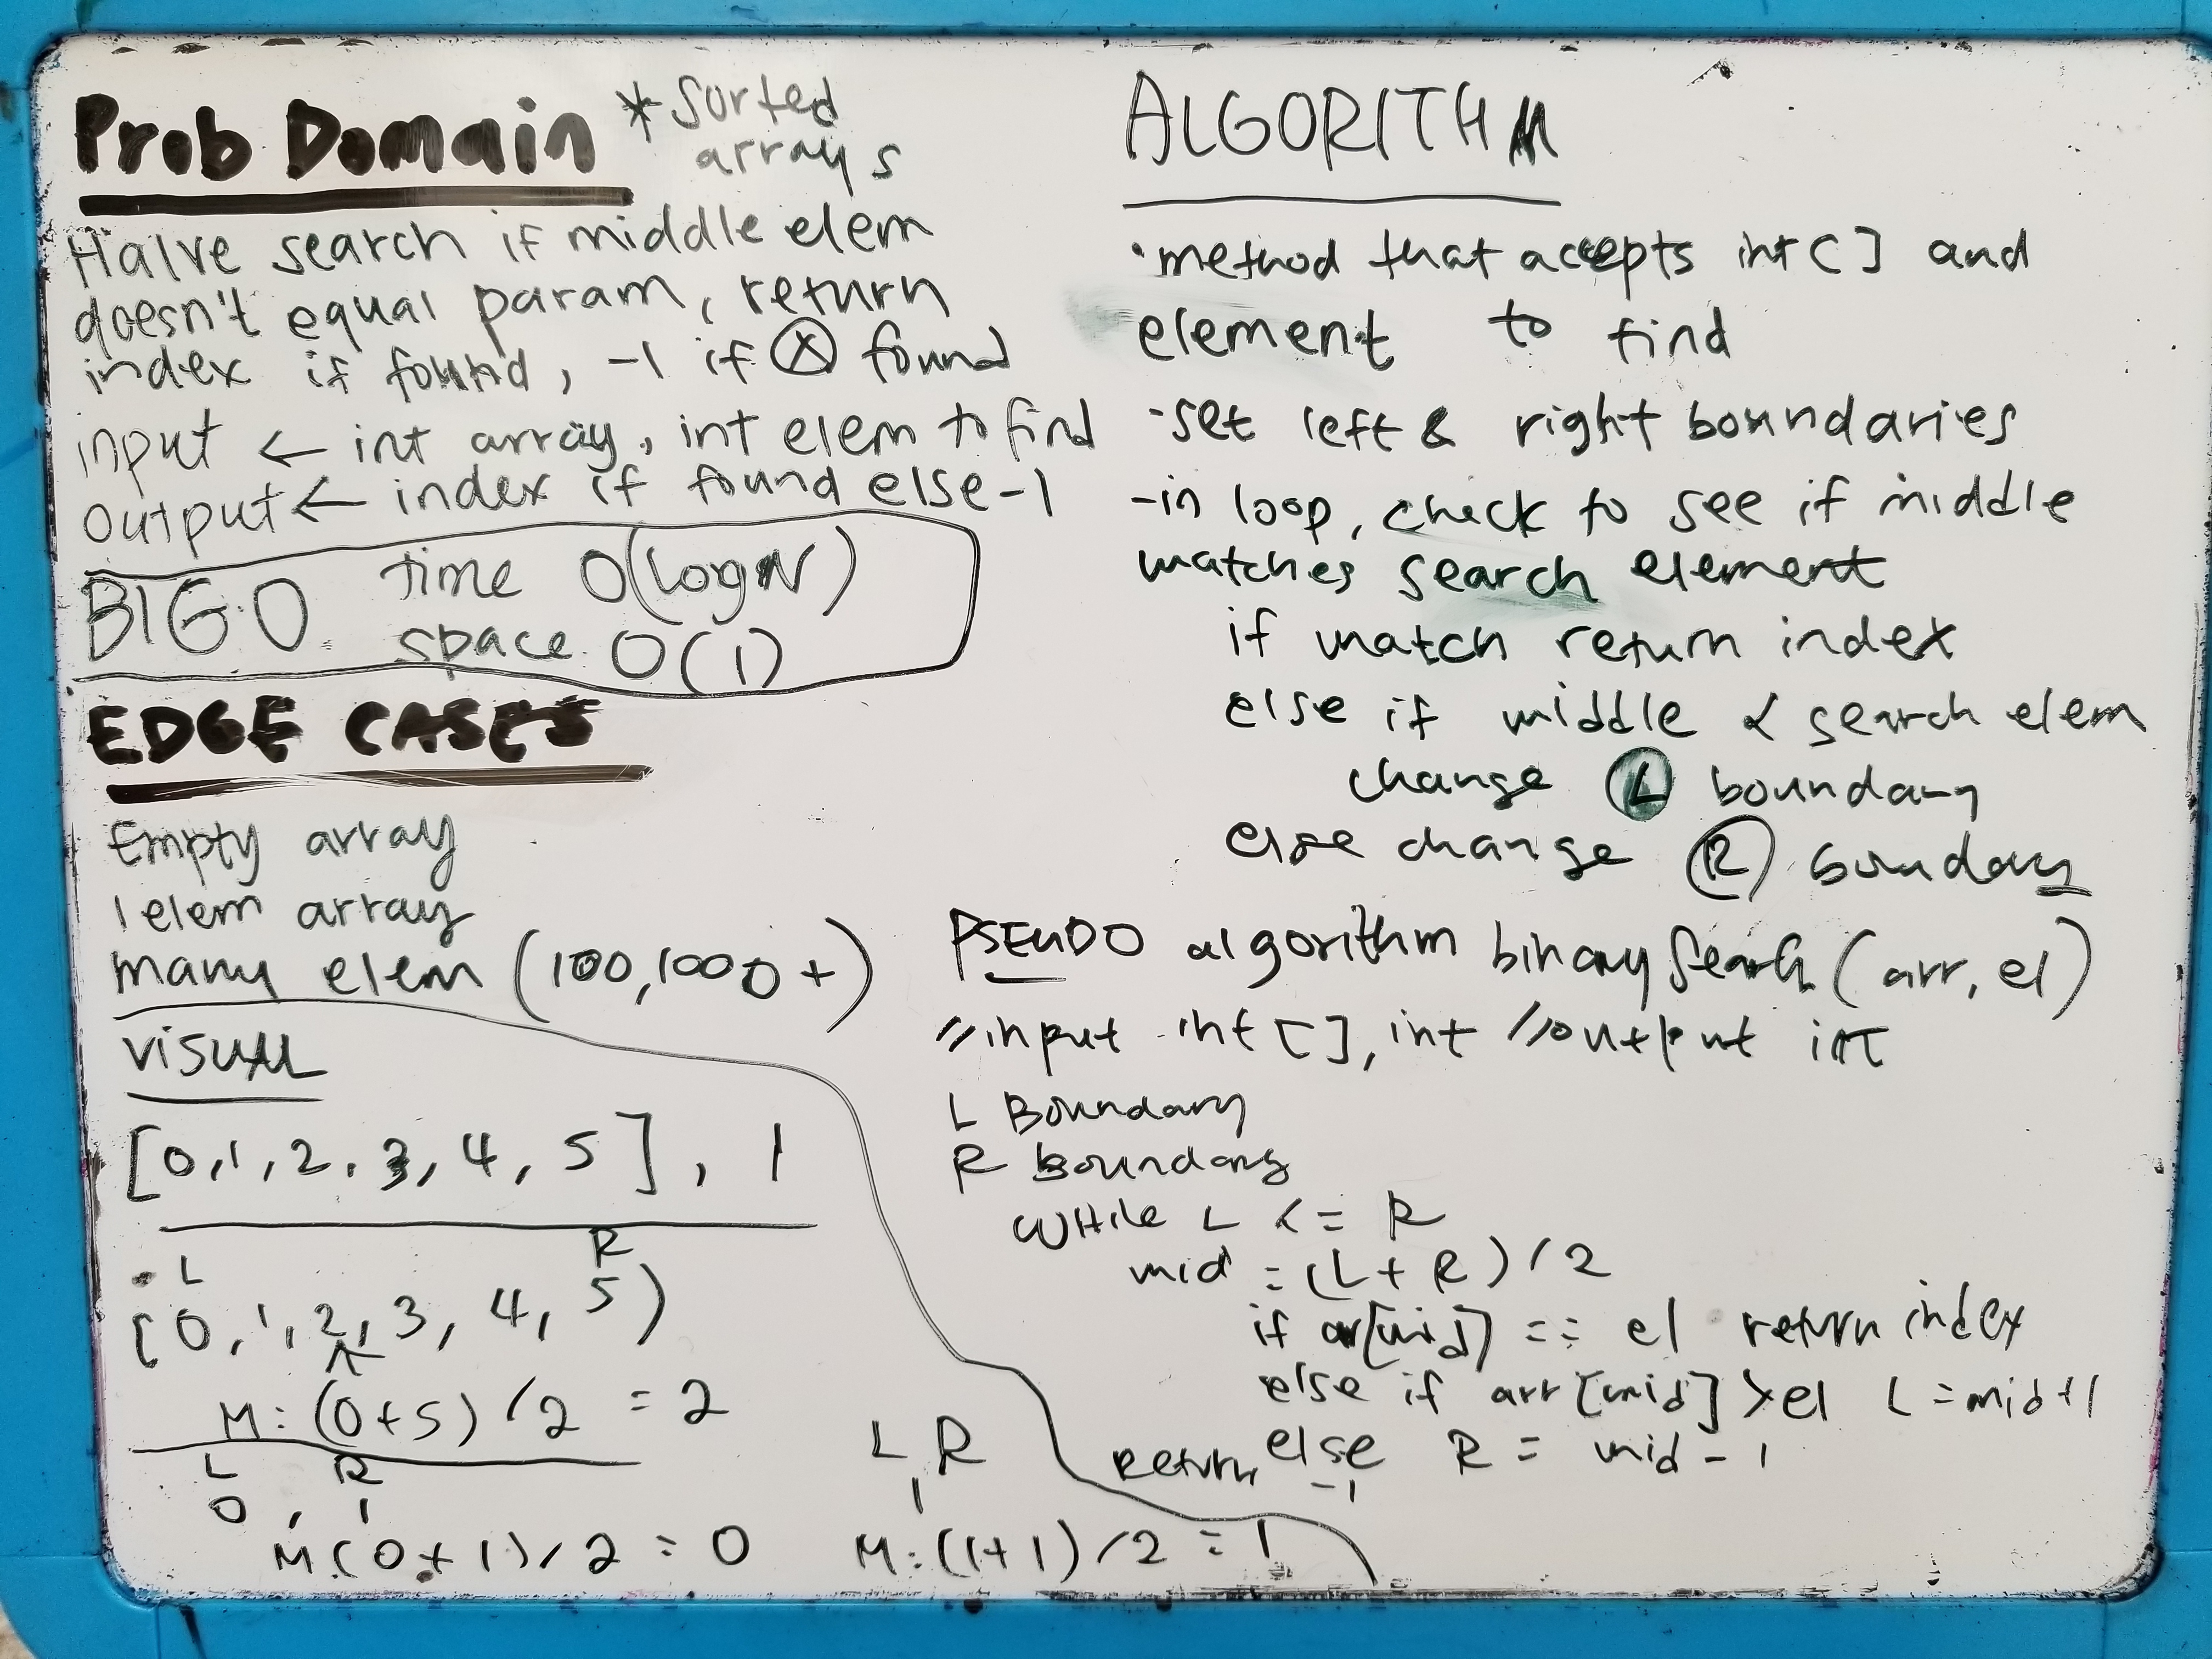 Prob Domain * Sorted
arrays
Halve search if middle elem
doesn't equal param, return
index if found, -1 if Ⓧ found
input ← int array, int elem to find
output ← index if found else -1
BIG O time O(log N)
space O(1)
EDGE CASES
Empty array
1 elem array
many elem (100,1000+)
VISUAL
[0,1,2,3,4,5], 1
L R
[0,1,2,3,4,5)
M: (0+5)/2 = 2
L R
0, 1
M(0+1)/2 = 0
L, R
1
M: (1+1)/2 = 1
ALGORITHM
·method that accepts int[] and
element to find
-set left & right boundaries
-in loop, check to see if middle
matches search element
if match return index
else if middle < search elem
change Ⓛ boundary
else change Ⓡ boundary
PSEUDO algorithm binarySearch(arr, el)
//input int[], int //output int
L Boundary
R Boundary
While L <= R
mid = (L+R)/2
if arr[mid] == el return index
else if arr[mid] > el L = mid+1
else R = mid-1
Return -1